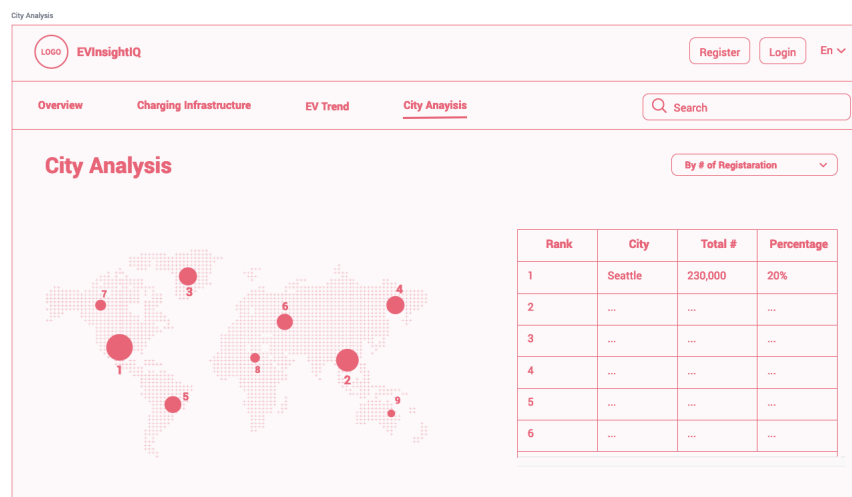 City Analysis
LOGO EVInsightIQ Register Login En
Overview Charging Infrastructure EV Trend City Anayisis Search
City Analysis By # of Registaration
Rank City Total # Percentage
1 Seattle 230,000 20%
2 ... ... ...
3 ... ... ...
4 ... ... ...
5 ... ... ...
6 ... ... ...
7
3
4
6
1
8
2
5
9